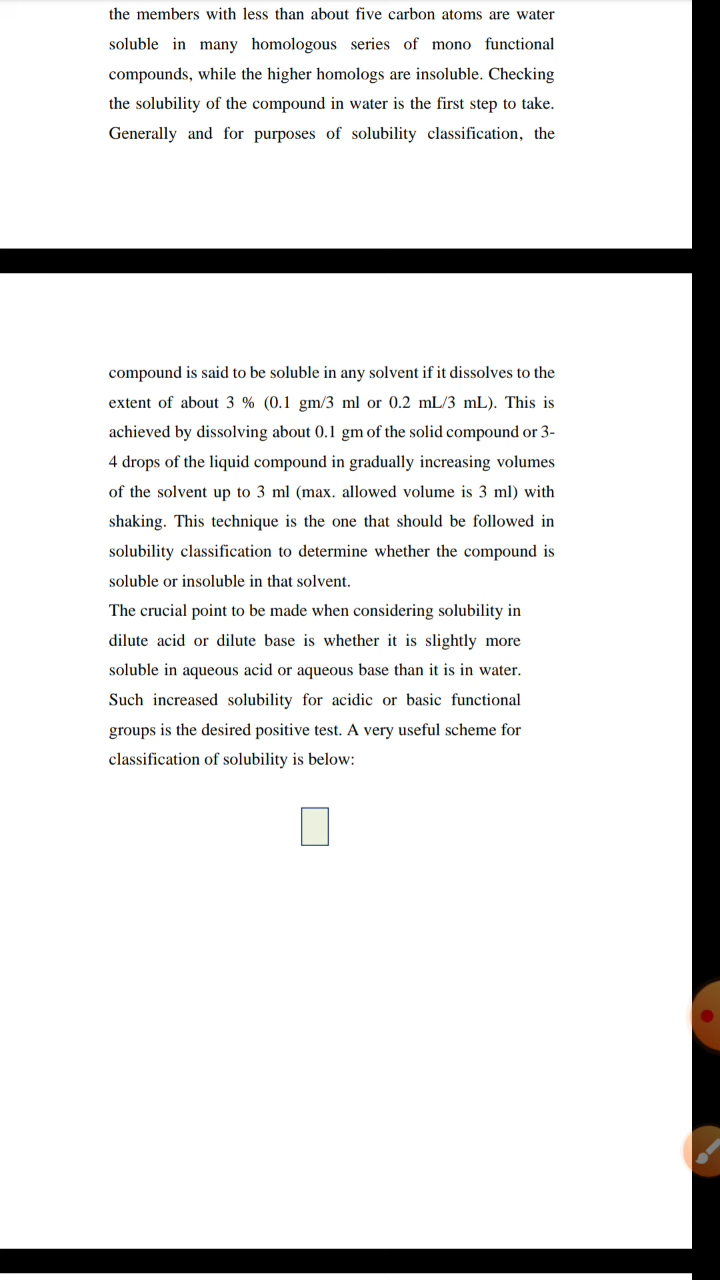 the members with less than about five carbon atoms are water
soluble in many homologous series of mono functional
compounds, while the higher homologs are insoluble. Checking
the solubility of the compound in water is the first step to take.
Generally and for purposes of solubility classification, the
compound is said to be soluble in any solvent if it dissolves to the
extent of about 3 % (0.1 gm/3 ml or 0.2 mL/3 mL). This is
achieved by dissolving about 0.1 gm of the solid compound or 3-
4 drops of the liquid compound in gradually increasing volumes
of the solvent up to 3 ml (max. allowed volume is 3 ml) with
shaking. This technique is the one that should be followed in
solubility classification to determine whether the compound is
soluble or insoluble in that solvent.
The crucial point to be made when considering solubility in
dilute acid or dilute base is whether it is slightly more
soluble in aqueous acid or aqueous base than it is in water.
Such increased solubility for acidic or basic functional
groups is the desired positive test. A very useful scheme for
classification of solubility is below: